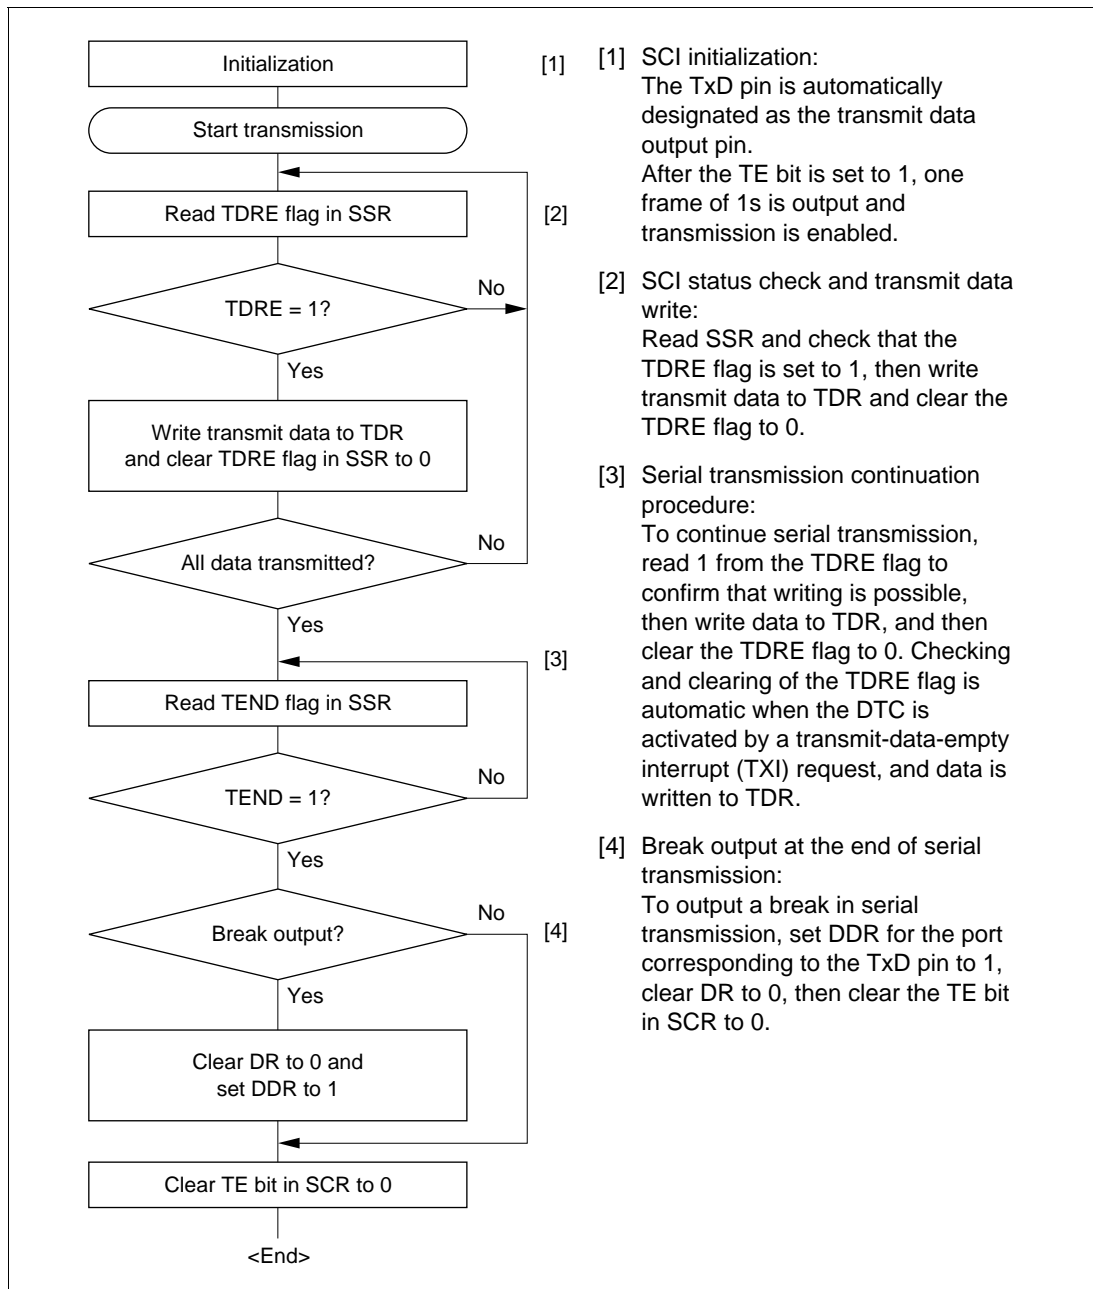 Initialization
[1]
Start transmission
Read TDRE flag in SSR
[2]
TDRE = 1?
No
Yes
Write transmit data to TDR
and clear TDRE flag in SSR to 0
All data transmitted?
No
Yes
[3]
Read TEND flag in SSR
TEND = 1?
No
Yes
Break output?
No
[4]
Yes
Clear DR to 0 and
set DDR to 1
Clear TE bit in SCR to 0
<End>
[1] SCI initialization:
The TxD pin is automatically
designated as the transmit data
output pin.
After the TE bit is set to 1, one
frame of 1s is output and
transmission is enabled.
[2] SCI status check and transmit data
write:
Read SSR and check that the
TDRE flag is set to 1, then write
transmit data to TDR and clear the
TDRE flag to 0.
[3] Serial transmission continuation
procedure:
To continue serial transmission,
read 1 from the TDRE flag to
confirm that writing is possible,
then write data to TDR, and then
clear the TDRE flag to 0. Checking
and clearing of the TDRE flag is
automatic when the DTC is
activated by a transmit-data-empty
interrupt (TXI) request, and data is
written to TDR.
[4] Break output at the end of serial
transmission:
To output a break in serial
transmission, set DDR for the port
corresponding to the TxD pin to 1,
clear DR to 0, then clear the TE bit
in SCR to 0.